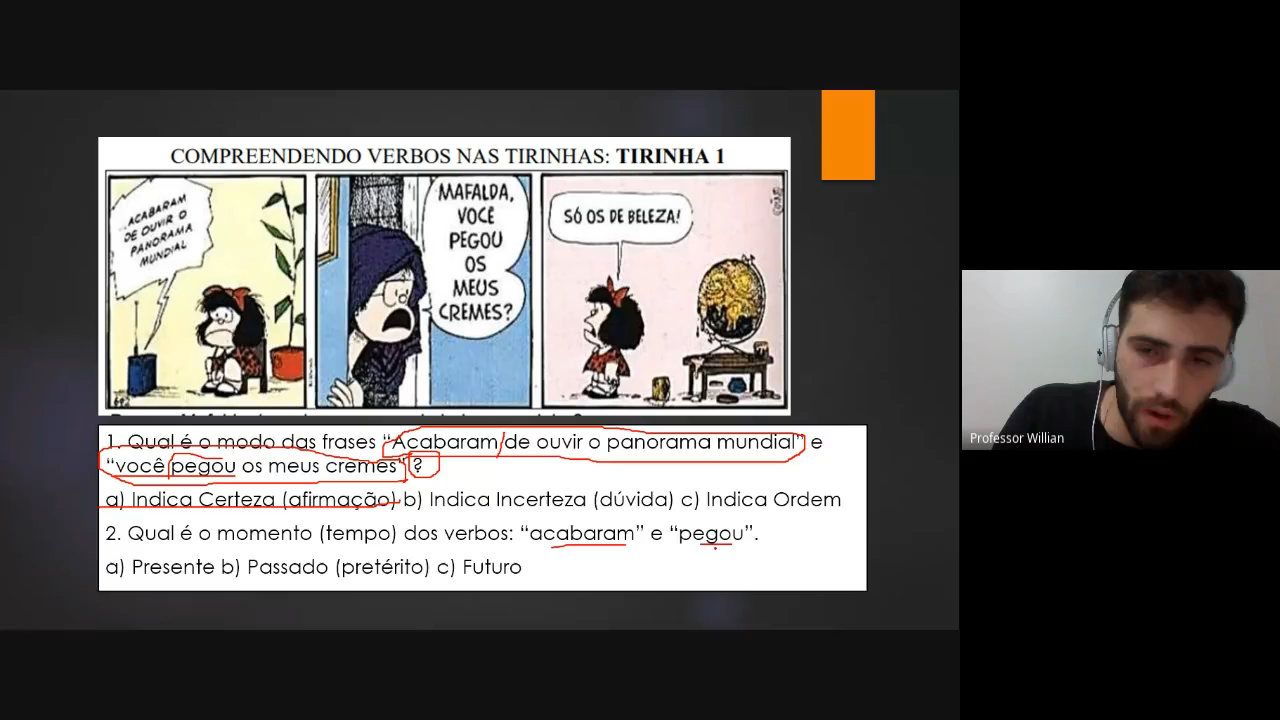 COMPREENDENDO VERBOS NAS TIRINHAS: TIRINHA 1
ACABARAM
DE OUVIR O
PANORAMA
MUNDIAL
MAFALDA,
VOCÊ
PEGOU
OS
MEUS
CREMES?
SÓ OS DE BELEZA!
1. Qual é o modo das frases “Acabaram de ouvir o panorama mundial” e
“você pegou os meus cremes” ?
a) Indica Certeza (afirmação) b) Indica Incerteza (dúvida) c) Indica Ordem
2. Qual é o momento (tempo) dos verbos: “acabaram” e “pegou”.
a) Presente b) Passado (pretérito) c) Futuro
Professor Willian